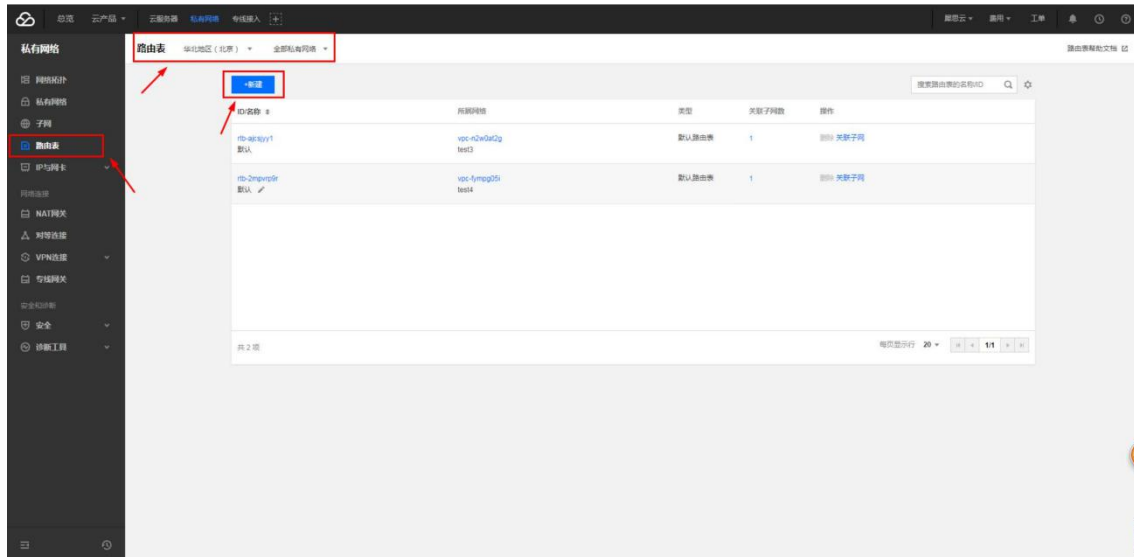 总览 云产品 云服务器 私有网络 专线接入 费用 工单
私有网络
路由表 华北地区（北京） 全部私有网络 路由表帮助文档
网络拓扑
私有网络
子网
路由表
IP与网卡
网络连接
NAT网关
对等连接
VPN连接
专线网关
安全和诊断
安全
诊断工具
+新建 搜索路由表的名称/ID
ID/名称 所属网络 类型 关联子网数 操作
rtb-ajcsjyy1 vpc-n2w0at2g 默认路由表 1 删除 关联子网
默认 test3
rtb-2mpvrp9r vpc-fympg05i 默认路由表 1 删除 关联子网
默认 test4
共 2 项 每页显示行 20 1/1